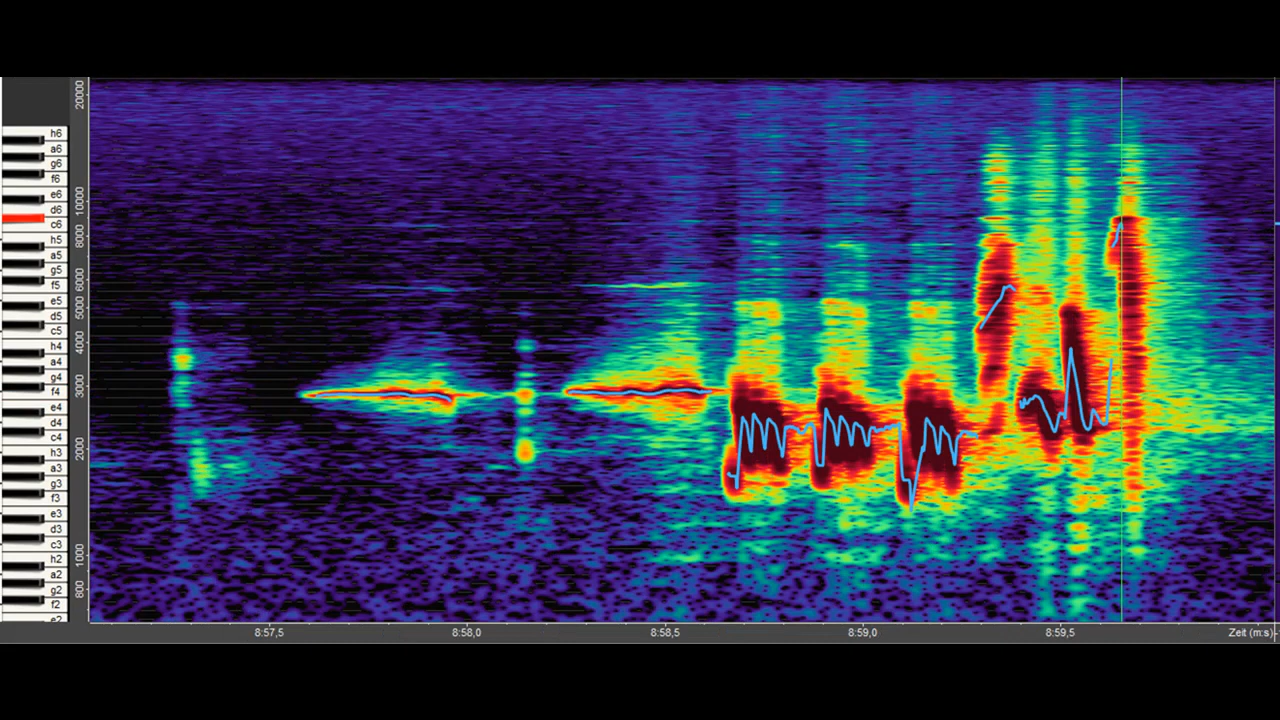 h6
a6
g6
f6
e6
d6
c6
h5
a5
g5
f5
e5
d5
c5
h4
a4
g4
f4
e4
d4
c4
h3
a3
g3
f3
e3
d3
c3
h2
a2
g2
f2
e2
20000
10000
8000
6000
5000
4000
3000
2000
1000
800
8:57,5 8:58,0 8:58,5 8:59,0 8:59,5 Zeit (m:s)